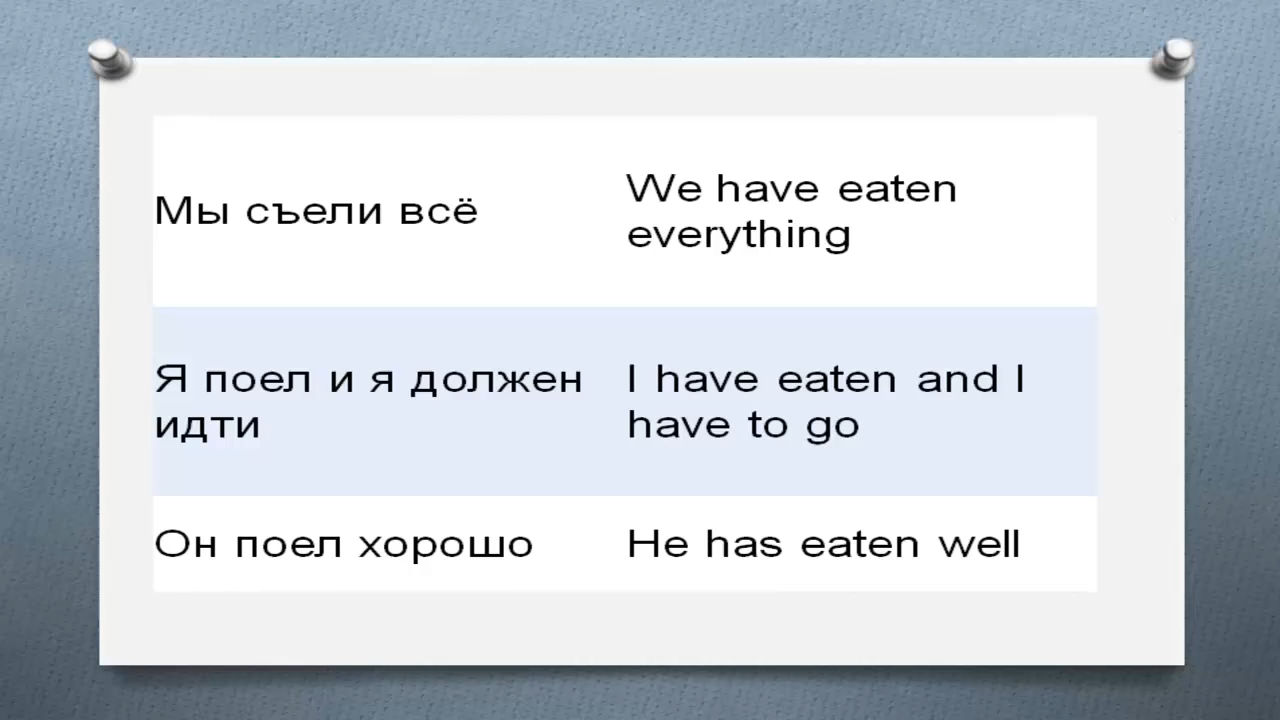 Мы съели всё
We have eaten
everything
Я поел и я должен
идти
I have eaten and I
have to go
Он поел хорошо
He has eaten well